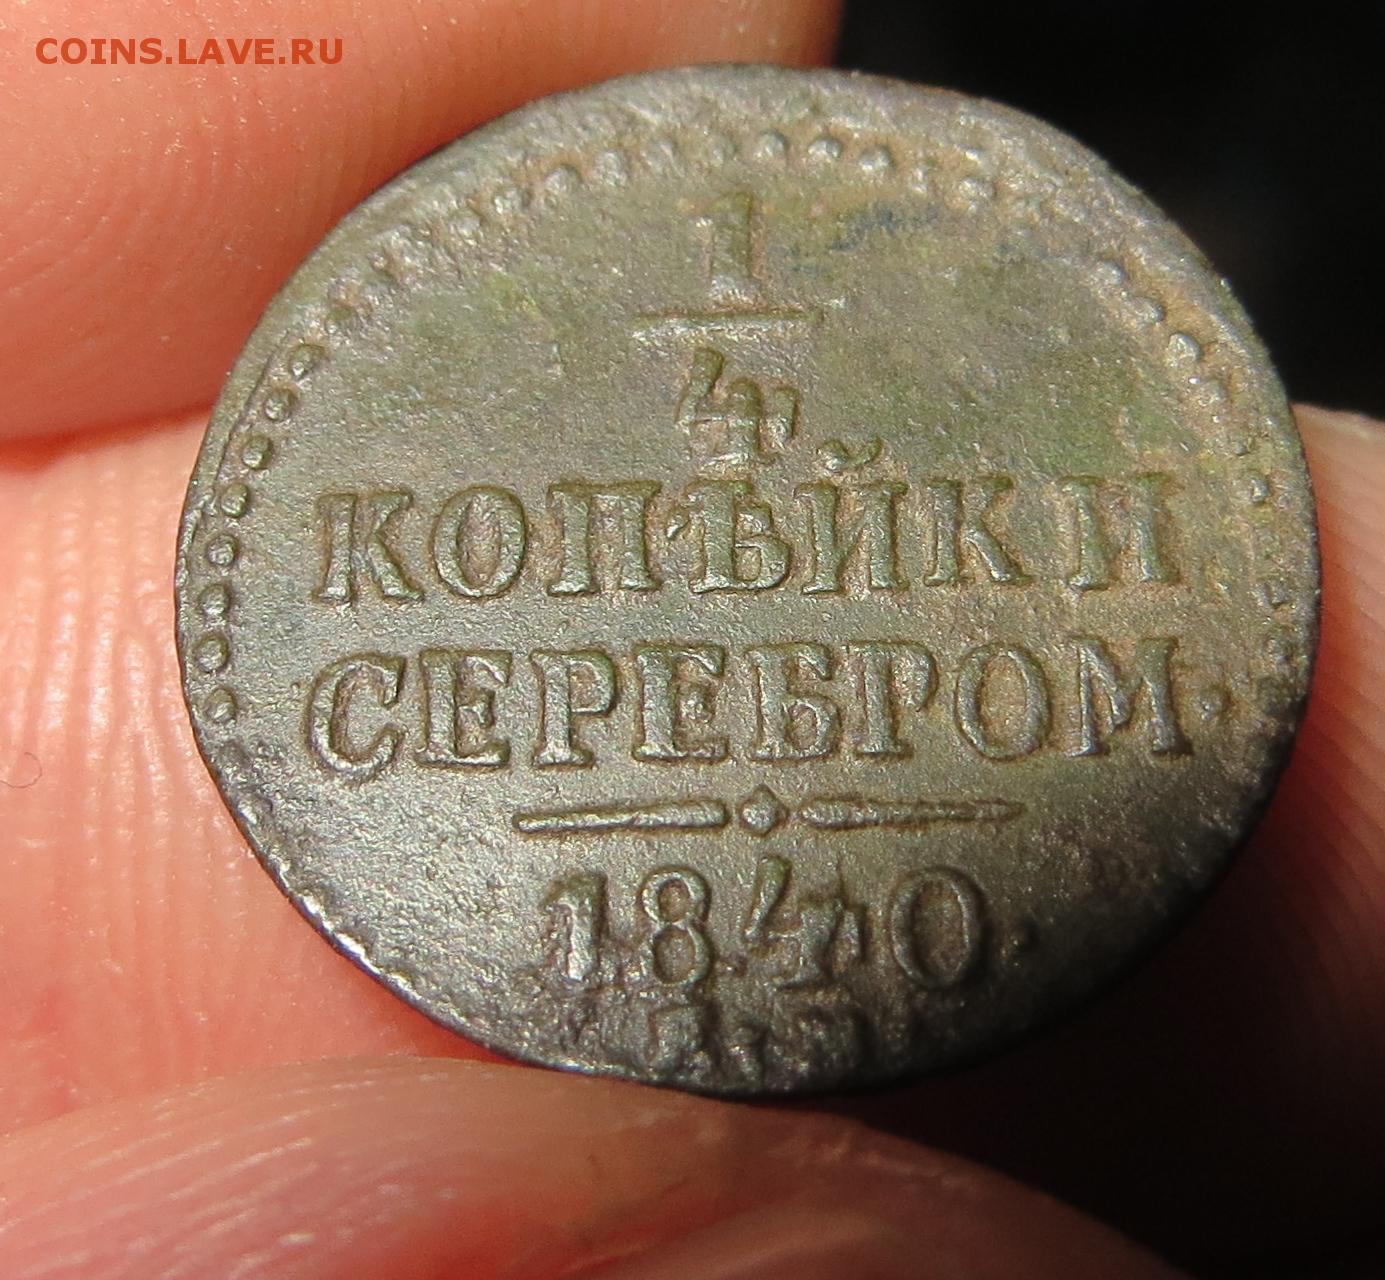 COINS.LAVE.RU
1
4
КОПѢЙКИ
СЕРЕБРОМ.
1840.